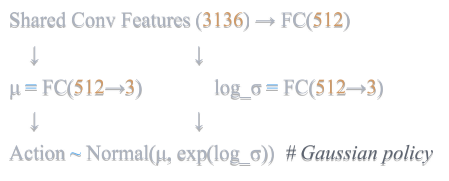 Shared Conv Features (3136) → FC(512)
↓ ↓
μ = FC(512→3) log_σ = FC(512→3)
↓ ↓
Action ~ Normal(μ, exp(log_σ)) # Gaussian policy